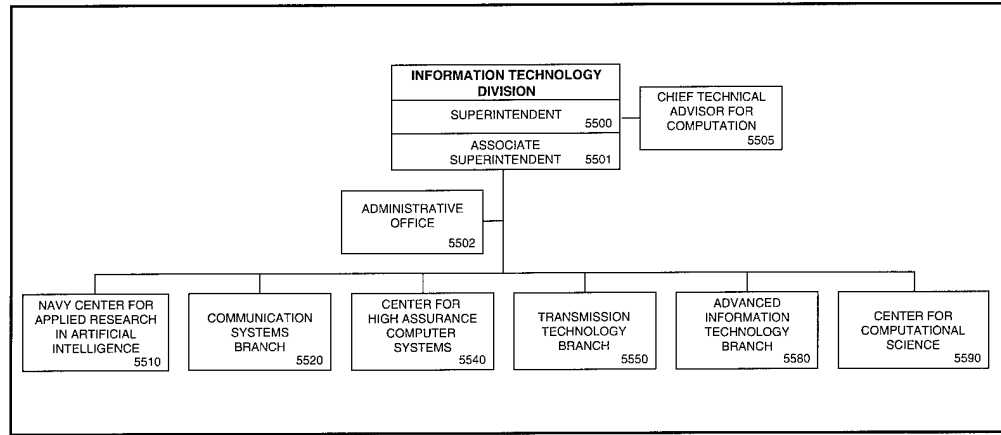 INFORMATION TECHNOLOGY
DIVISION
SUPERINTENDENT
5500
ASSOCIATE
SUPERINTENDENT
5501
CHIEF TECHNICAL
ADVISOR FOR
COMPUTATION
5505
ADMINISTRATIVE
OFFICE
5502
NAVY CENTER FOR
APPLIED RESEARCH
IN ARTIFICIAL
INTELLIGENCE
5510
COMMUNICATION
SYSTEMS
BRANCH
5520
CENTER FOR
HIGH ASSURANCE
COMPUTER
SYSTEMS
5540
TRANSMISSION
TECHNOLOGY
BRANCH
5550
ADVANCED
INFORMATION
TECHNOLOGY
BRANCH
5580
CENTER FOR
COMPUTATIONAL
SCIENCE
5590